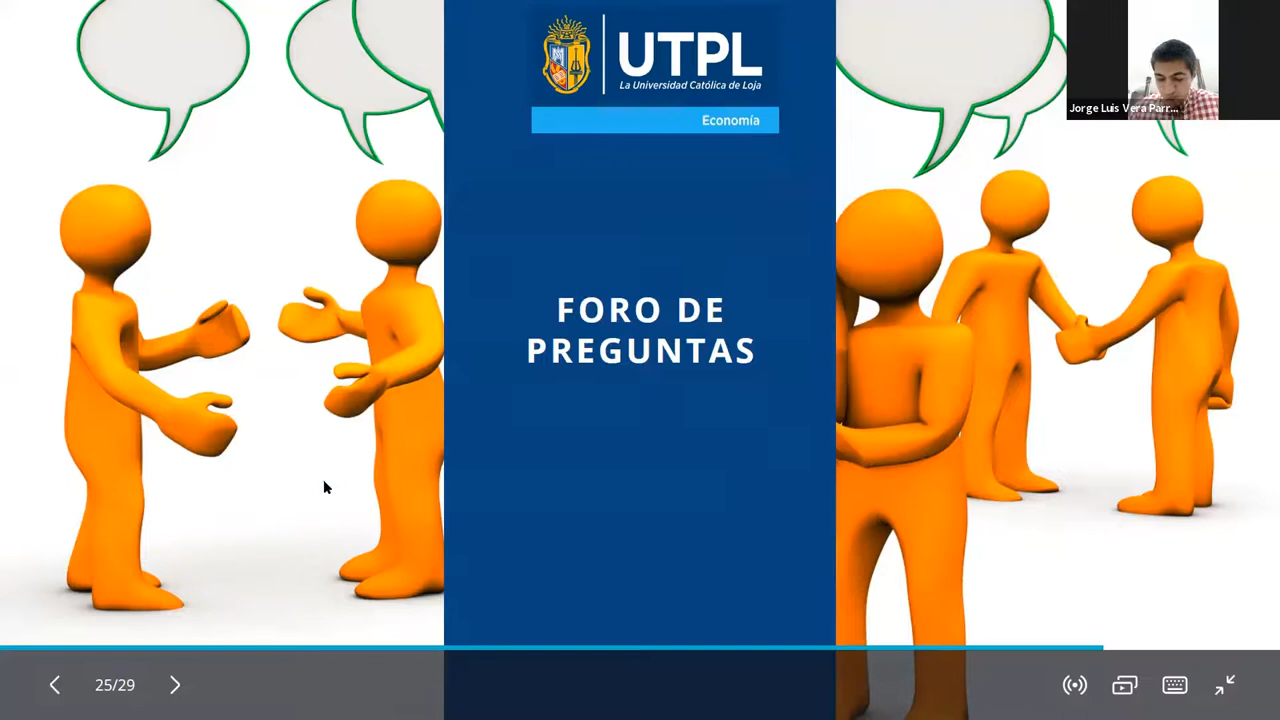 UTPL
La Universidad Católica de Loja
Economía
Jorge Luis Vera Parr...
FORO DE
PREGUNTAS
25/29